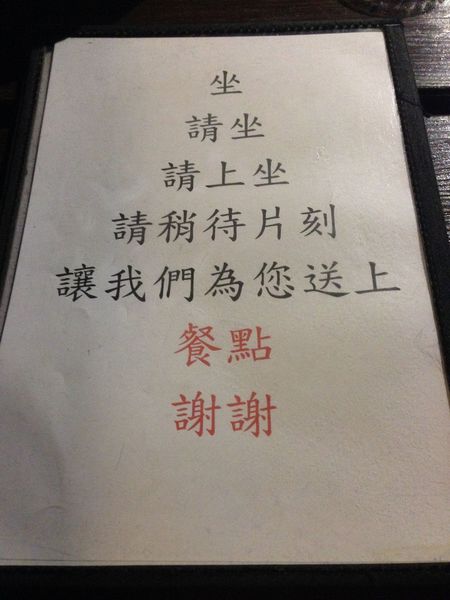 坐
請坐
請上坐
請稍待片刻
讓我們為您送上
餐點
謝謝